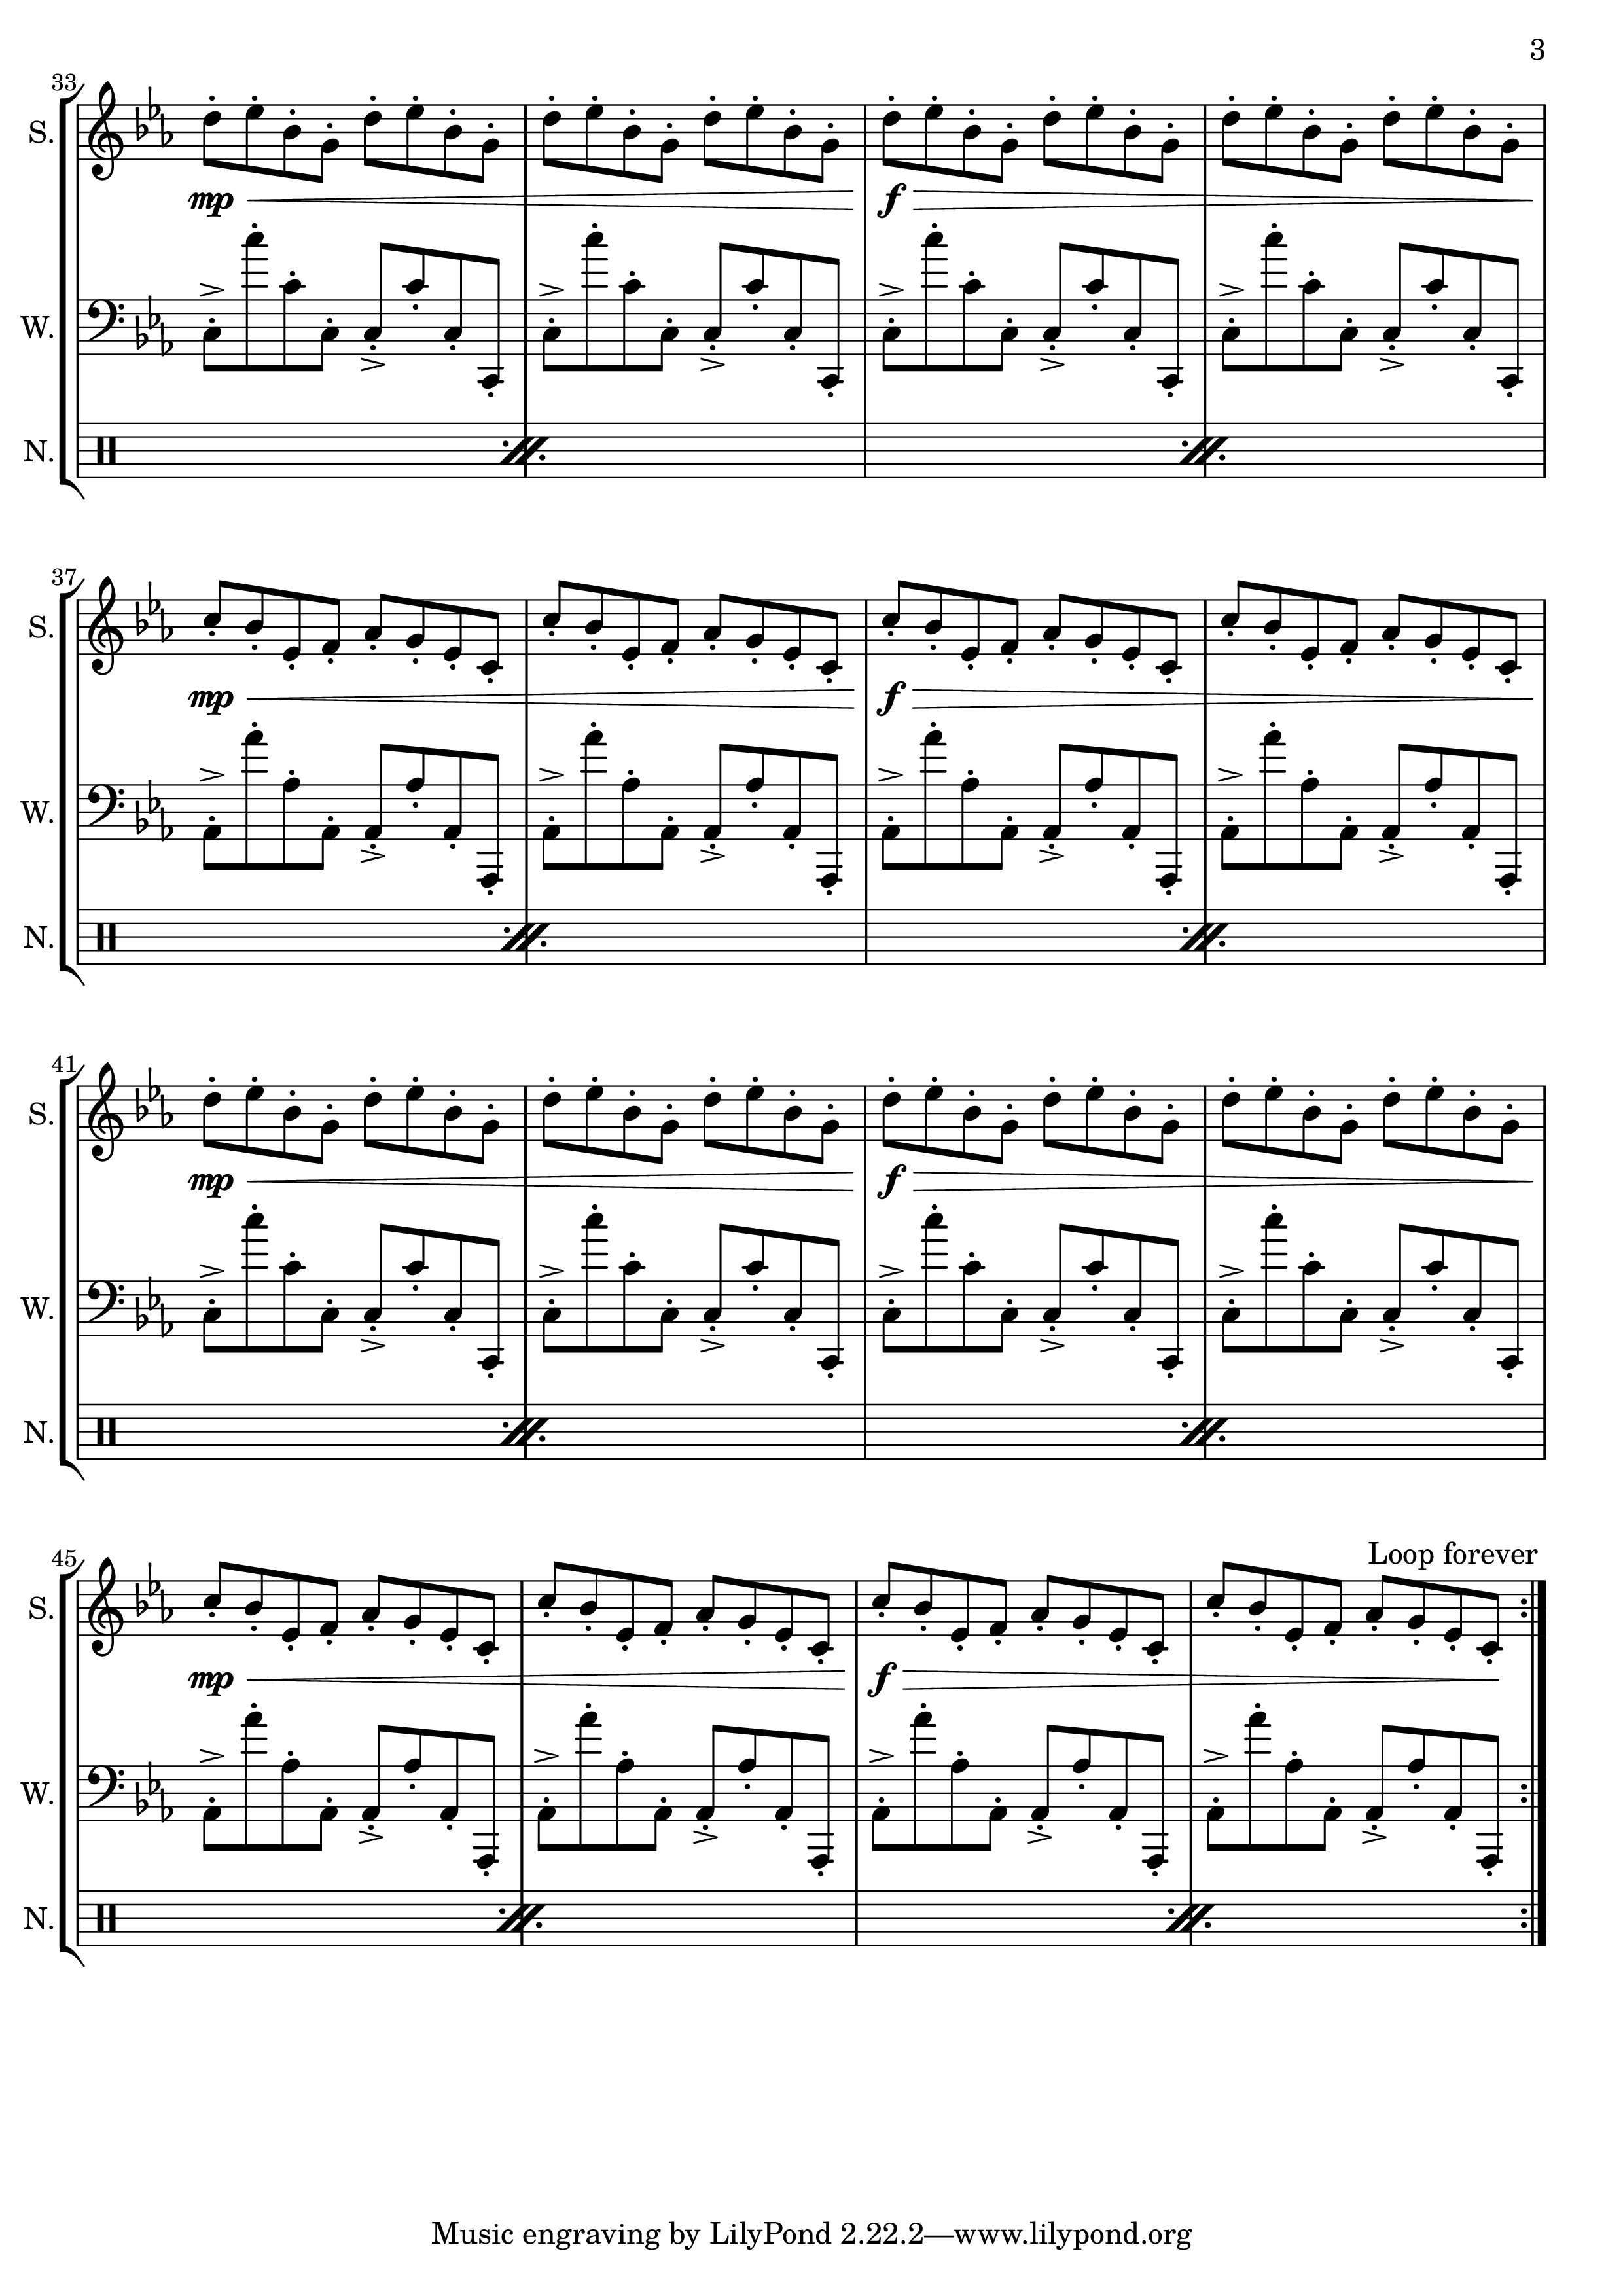 3
33
S.
mp f
W.
N.
37
S.
mp f
W.
N.
41
S.
mp f
W.
N.
Loop forever
45
S.
mp f
W.
N.
Music engraving by LilyPond 2.22.2—www.lilypond.org